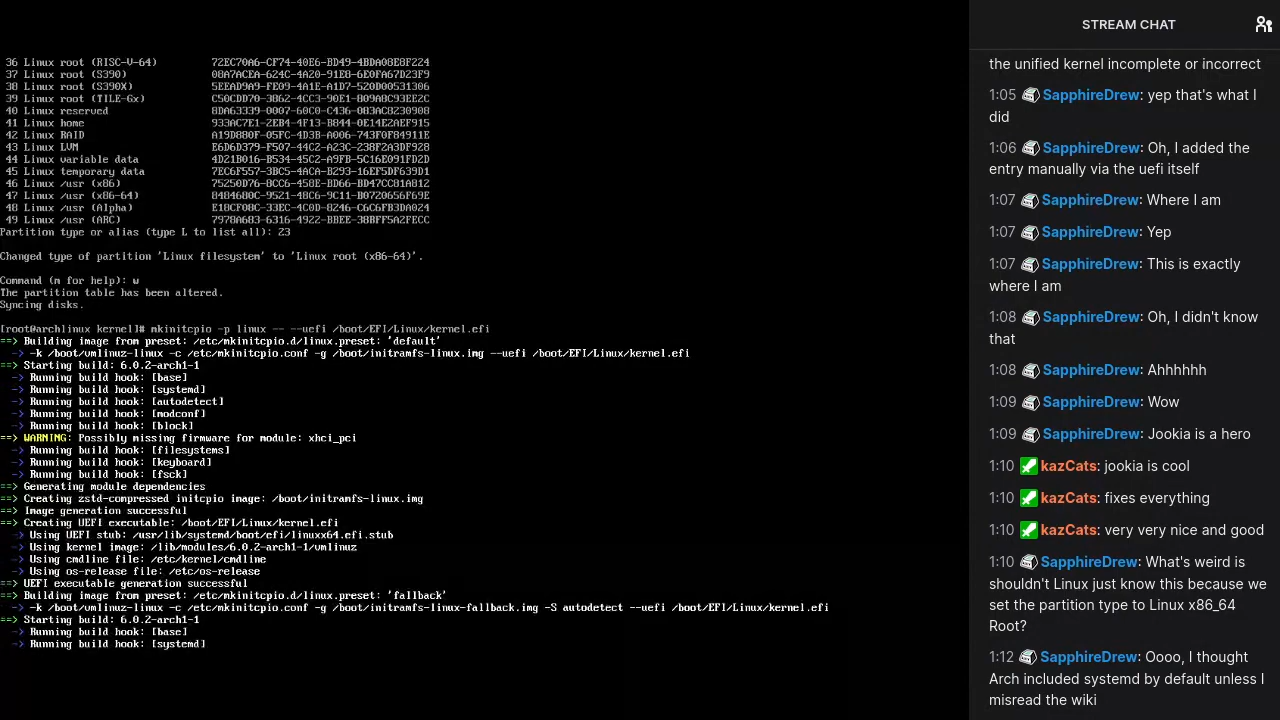 36 Linux root (RISC-V-64) 72EC70A6-CF74-40E6-BD49-4BDA08E8F224
37 Linux root (S390) 08A7ACEA-624C-4A20-91E8-6E0FA67D23F9
38 Linux root (S390X) 5EEAD9A9-FE09-4A1E-A1D7-520D00531306
39 Linux root (TILE-Gx) C50CDD70-3862-4CC3-90E1-809A8C93EE2C
40 Linux reserved 8DA63339-0007-60C0-C436-083AC8230908
41 Linux home 933AC7E1-2EB4-4F13-B844-0E14E2AEF915
42 Linux RAID A19D880F-05FC-4D3B-A006-743F0F84911E
43 Linux LVM E6D6D379-F507-44C2-A23C-238F2A3DF928
44 Linux variable data 4D21B016-B534-45C2-A9FB-5C16E091FD2D
45 Linux temporary data 7EC6F557-3BC5-4ACA-B293-16EF5DF639D1
46 Linux /usr (x86) 75250D76-8CC6-458E-BD66-BD47CC81A812
47 Linux /usr (x86-64) 8484680C-9521-48C6-9C11-B0720656F69E
48 Linux /usr (Alpha) E18CF08C-33EC-4C0D-8246-C6C6FB3DA024
49 Linux /usr (ARC) 7978A683-6316-4922-BBEE-38BFF5A2FECC
Partition type or alias (type L to list all): 23
Changed type of partition 'Linux filesystem' to 'Linux root (x86-64)'.
Command (m for help): w
The partition table has been altered.
Syncing disks.
[root@archlinux kernel]# mkinitcpio -p linux -- --uefi /boot/EFI/Linux/kernel.efi
==> Building image from preset: /etc/mkinitcpio.d/linux.preset: 'default'
-> -k /boot/vmlinuz-linux -c /etc/mkinitcpio.conf -g /boot/initramfs-linux.img --uefi /boot/EFI/Linux/kernel.efi
==> Starting build: 6.0.2-arch1-1
-> Running build hook: [base]
-> Running build hook: [systemd]
-> Running build hook: [autodetect]
-> Running build hook: [modconf]
-> Running build hook: [block]
==> WARNING: Possibly missing firmware for module: xhci_pci
-> Running build hook: [filesystems]
-> Running build hook: [keyboard]
-> Running build hook: [fsck]
==> Generating module dependencies
==> Creating zstd-compressed initcpio image: /boot/initramfs-linux.img
==> Image generation successful
==> Creating UEFI executable: /boot/EFI/Linux/kernel.efi
-> Using UEFI stub: /usr/lib/systemd/boot/efi/linuxx64.efi.stub
-> Using kernel image: /lib/modules/6.0.2-arch1-1/vmlinuz
-> Using cmdline file: /etc/kernel/cmdline
-> Using os-release file: /etc/os-release
==> UEFI executable generation successful
==> Building image from preset: /etc/mkinitcpio.d/linux.preset: 'fallback'
-> -k /boot/vmlinuz-linux -c /etc/mkinitcpio.conf -g /boot/initramfs-linux-fallback.img -S autodetect --uefi /boot/EFI/Linux/kernel.efi
==> Starting build: 6.0.2-arch1-1
-> Running build hook: [base]
-> Running build hook: [systemd]
STREAM CHAT
the unified kernel incomplete or incorrect
1:05 SapphireDrew: yep that's what I
did
1:06 SapphireDrew: Oh, I added the
entry manually via the uefi itself
1:07 SapphireDrew: Where I am
1:07 SapphireDrew: Yep
1:07 SapphireDrew: This is exactly
where I am
1:08 SapphireDrew: Oh, I didn't know
that
1:08 SapphireDrew: Ahhhhhh
1:09 SapphireDrew: Wow
1:09 SapphireDrew: Jookia is a hero
1:10 kazCats: jookia is cool
1:10 kazCats: fixes everything
1:10 kazCats: very very nice and good
1:10 SapphireDrew: What's weird is
shouldn't Linux just know this because we
set the partition type to Linux x86_64
Root?
1:12 SapphireDrew: Oooo, I thought
Arch included systemd by default unless I
misread the wiki